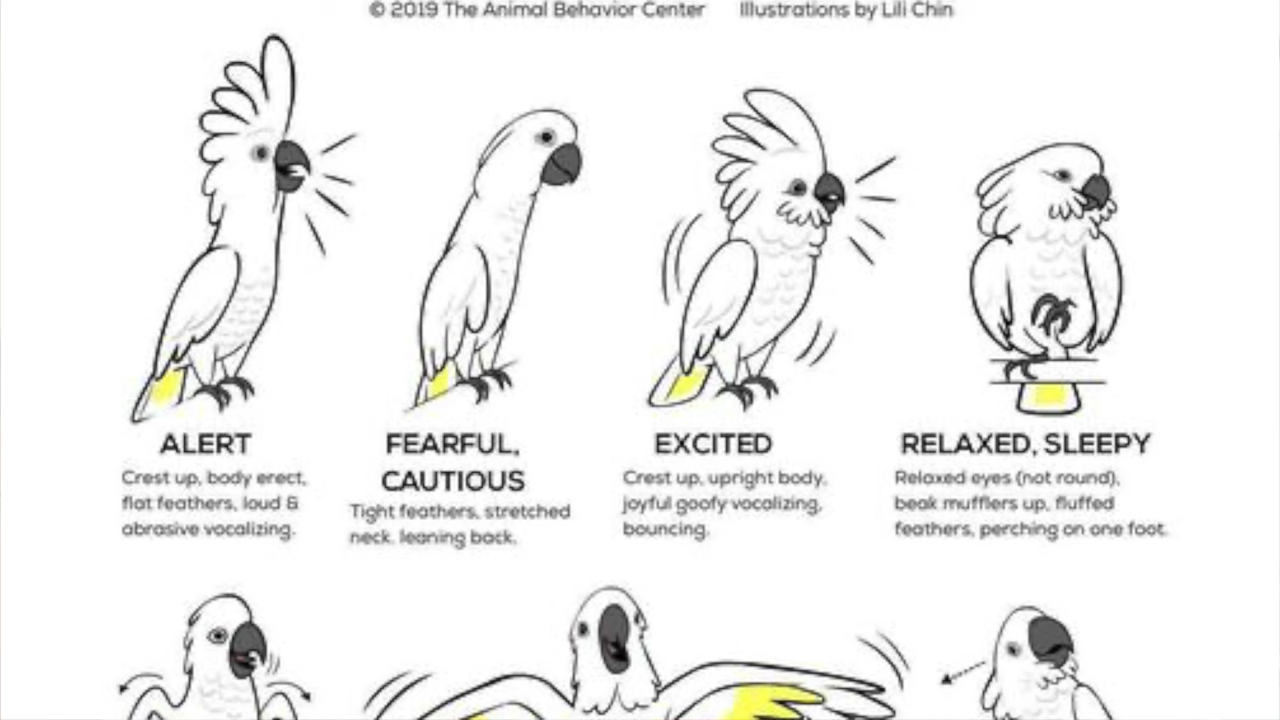 © 2019 The Animal Behavior Center Illustrations by Lili Chin
ALERT
Crest up, body erect,
flat feathers, loud &
abrasive vocalizing.
FEARFUL,
CAUTIOUS
Tight feathers, stretched
neck. leaning back.
EXCITED
Crest up, upright body,
joyful goofy vocalizing,
bouncing.
RELAXED, SLEEPY
Relaxed eyes (not round),
beak mufflers up, fluffed
feathers, perching on one foot.